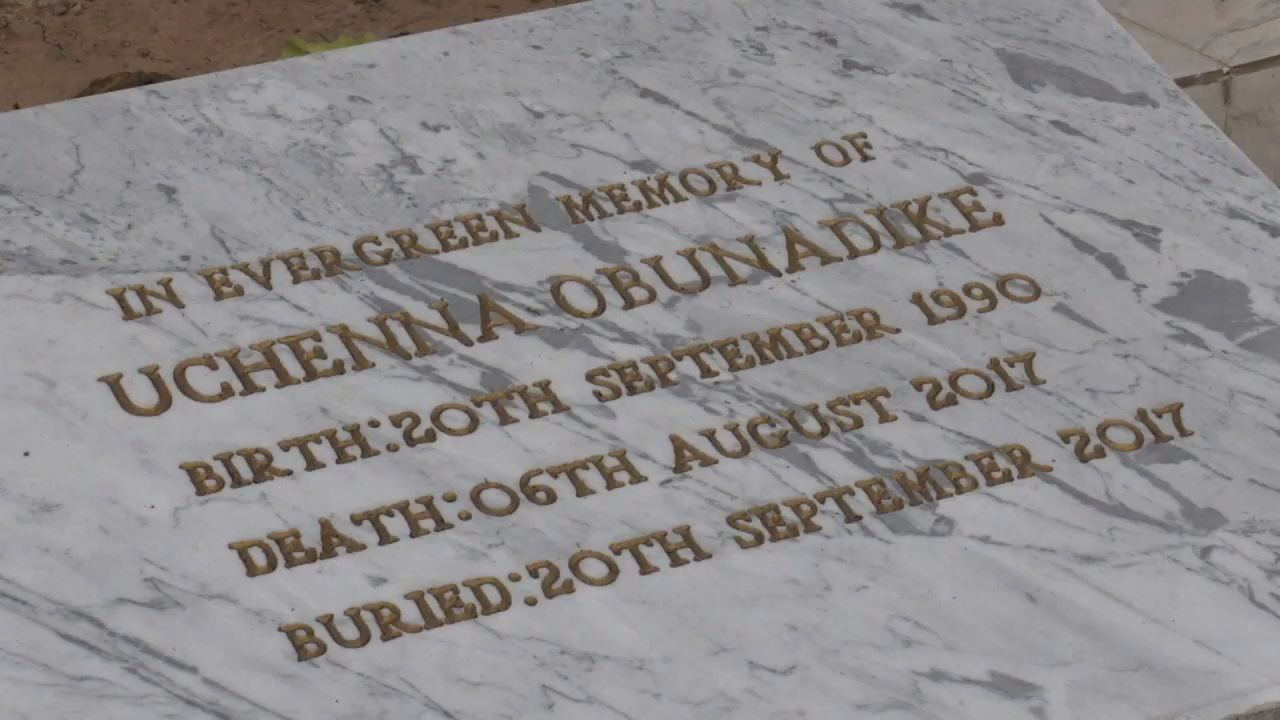 IN EVERGREEN MEMORY OF
UCHENNA OBUNADIKE
BIRTH:20TH SEPTEMBER 1990
DEATH:06TH AUGUST 2017
BURIED:20TH SEPTEMBER 2017